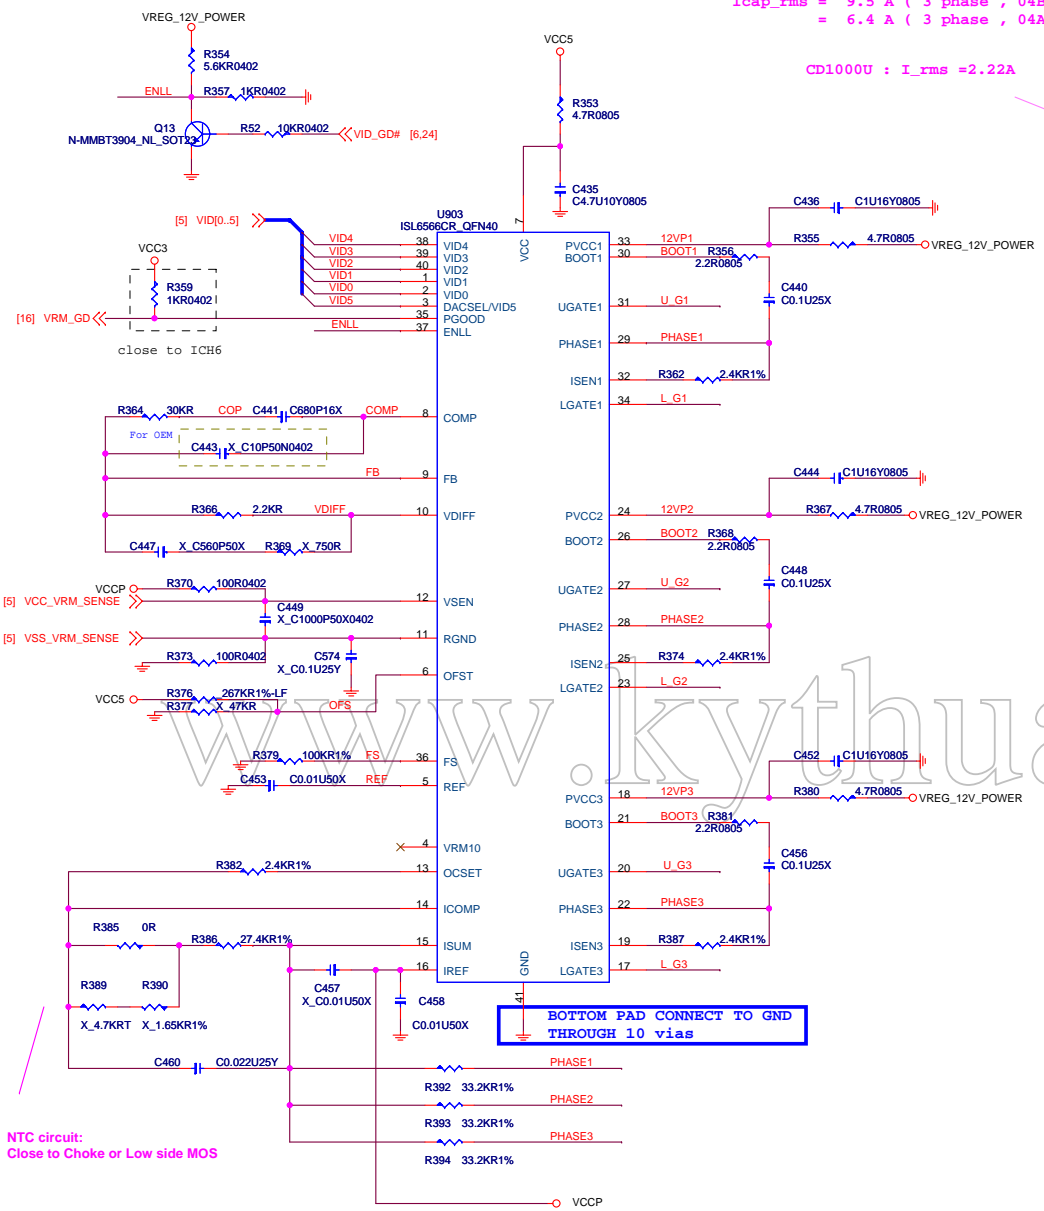 Icap_rms = 9.5 A ( 3 phase , 04B
= 6.4 A ( 3 phase , 04A
CD1000U : I_rms =2.22A
VREG_12V_POWER
R354
5.6KR0402
ENLL
R357 1KR0402
Q13
N-MMBT3904_NL_SOT23
R52 10KR0402
VID_GD# [6,24]
VCC5
R353
4.7R0805
C435
C4.7U10Y0805
U903
ISL6566CR_QFN40
[5] VID[0..5]
VID4 38 VID4
VID3 39 VID3
VID2 40 VID2
VID1 1 VID1
VID0 2 VID0
VID5 3 DACSEL/VID5
35 PGOOD
ENLL 37 ENLL
7 VCC
VCC3
R359
1KR0402
[16] VRM_GD
close to ICH6
PVCC1 33 12VP1
BOOT1 30 BOOT1
R356
2.2R0805
C436 C1U16Y0805
R355 4.7R0805
VREG_12V_POWER
C440
C0.1U25X
UGATE1 31 U_G1
PHASE1 29 PHASE1
ISEN1 32 R362 2.4KR1%
LGATE1 34 L_G1
R364 30KR COP C441 C680P16X COMP 8 COMP
For OEM
C443 X_C10P50N0402
FB 9 FB
R366 2.2KR VDIFF 10 VDIFF
C447 X_C560P50X R369 X_750R
C444 C1U16Y0805
PVCC2 24 12VP2 R367 4.7R0805 VREG_12V_POWER
BOOT2 26 BOOT2 R368
2.2R0805
C448
C0.1U25X
UGATE2 27 U_G2
PHASE2 28 PHASE2
ISEN2 25 R374 2.4KR1%
LGATE2 23 L_G2
VCCP R370 100R0402
[5] VCC_VRM_SENSE 12 VSEN
C449
X_C1000P50X0402
[5] VSS_VRM_SENSE 11 RGND
R373 100R0402
C574
X_C0.1U25Y
6 OFST
VCC5 R376 267KR1%-LF
R377 X_47KR OFS
www.kythua
R379 100KR1% FS 36 FS
C453 C0.01U50X REF 5 REF
C452 C1U16Y0805
PVCC3 18 12VP3 R380 4.7R0805 VREG_12V_POWER
BOOT3 21 BOOT3 R381
2.2R0805
C456
C0.1U25X
UGATE3 20 U_G3
PHASE3 22 PHASE3
ISEN3 19 R387 2.4KR1%
LGATE3 17 L_G3
4 VRM10
R382 2.4KR1% 13 OCSET
14 ICOMP
R385 0R
R386 27.4KR1% 15 ISUM
16 IREF
GND 41
R389 R390
X_4.7KRT X_1.65KR1%
C457
X_C0.01U50X
C458
C0.01U50X
BOTTOM PAD CONNECT TO GND
THROUGH 10 vias
C460 C0.022U25Y
PHASE1
R392 33.2KR1%
PHASE2
R393 33.2KR1%
PHASE3
R394 33.2KR1%
NTC circuit:
Close to Choke or Low side MOS
VCCP